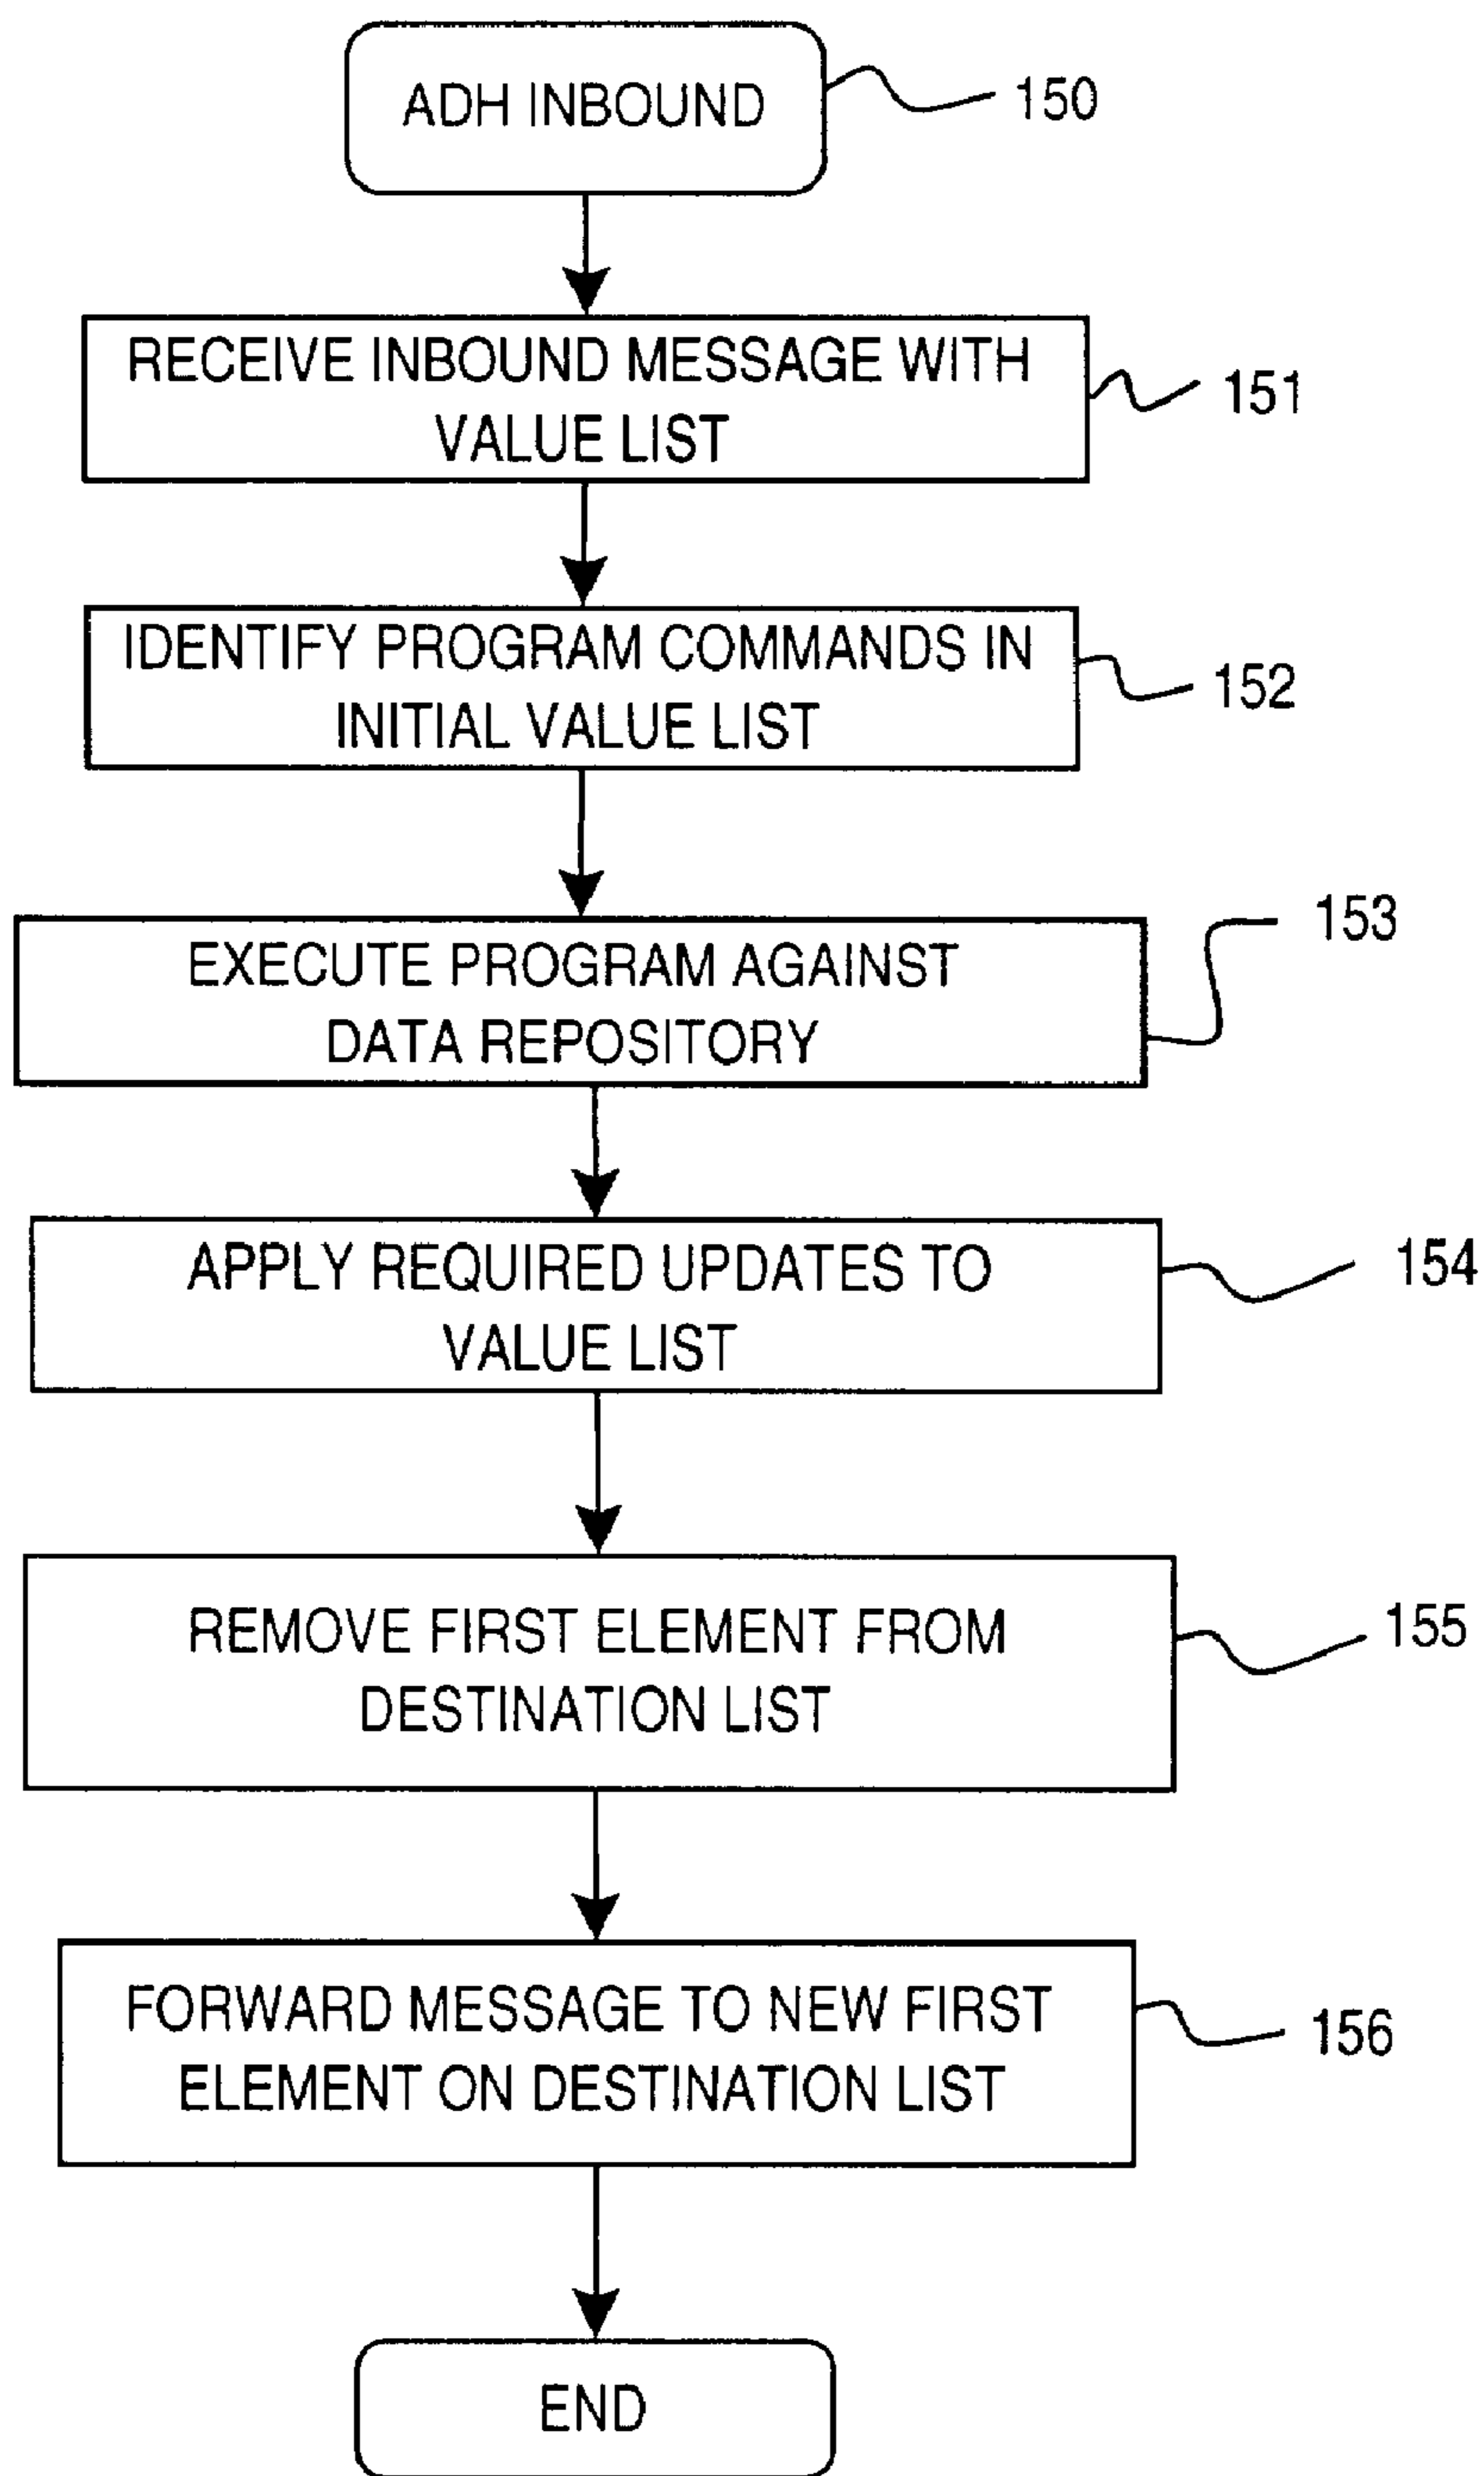 ADH INBOUND
150
RECEIVE INBOUND MESSAGE WITH
VALUE LIST
151
IDENTIFY PROGRAM COMMANDS IN
INITIAL VALUE LIST
152
EXECUTE PROGRAM AGAINST
DATA REPOSITORY
153
APPLY REQUIRED UPDATES TO
VALUE LIST
154
REMOVE FIRST ELEMENT FROM
DESTINATION LIST
155
FORWARD MESSAGE TO NEW FIRST
ELEMENT ON DESTINATION LIST
156
END